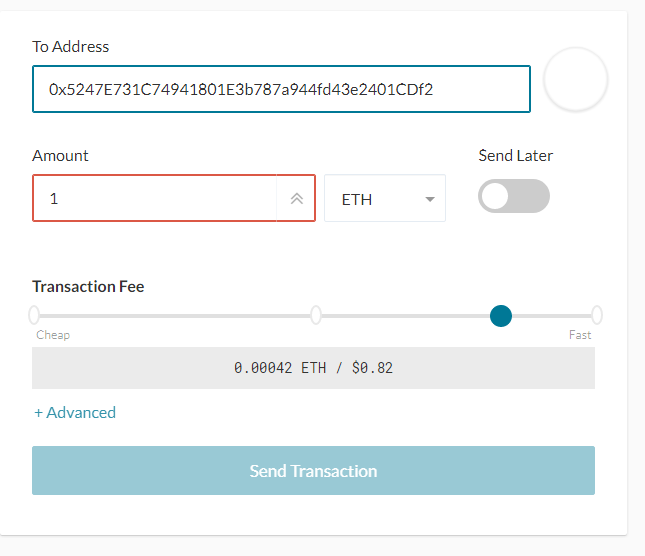 To Address
0x5247E731C74941801E3b787a944fd43e2401CDf2
Amount
Send Later
1
ETH
Transaction Fee
Cheap
Fast
0.00042 ETH / $0.82
+ Advanced
Send Transaction